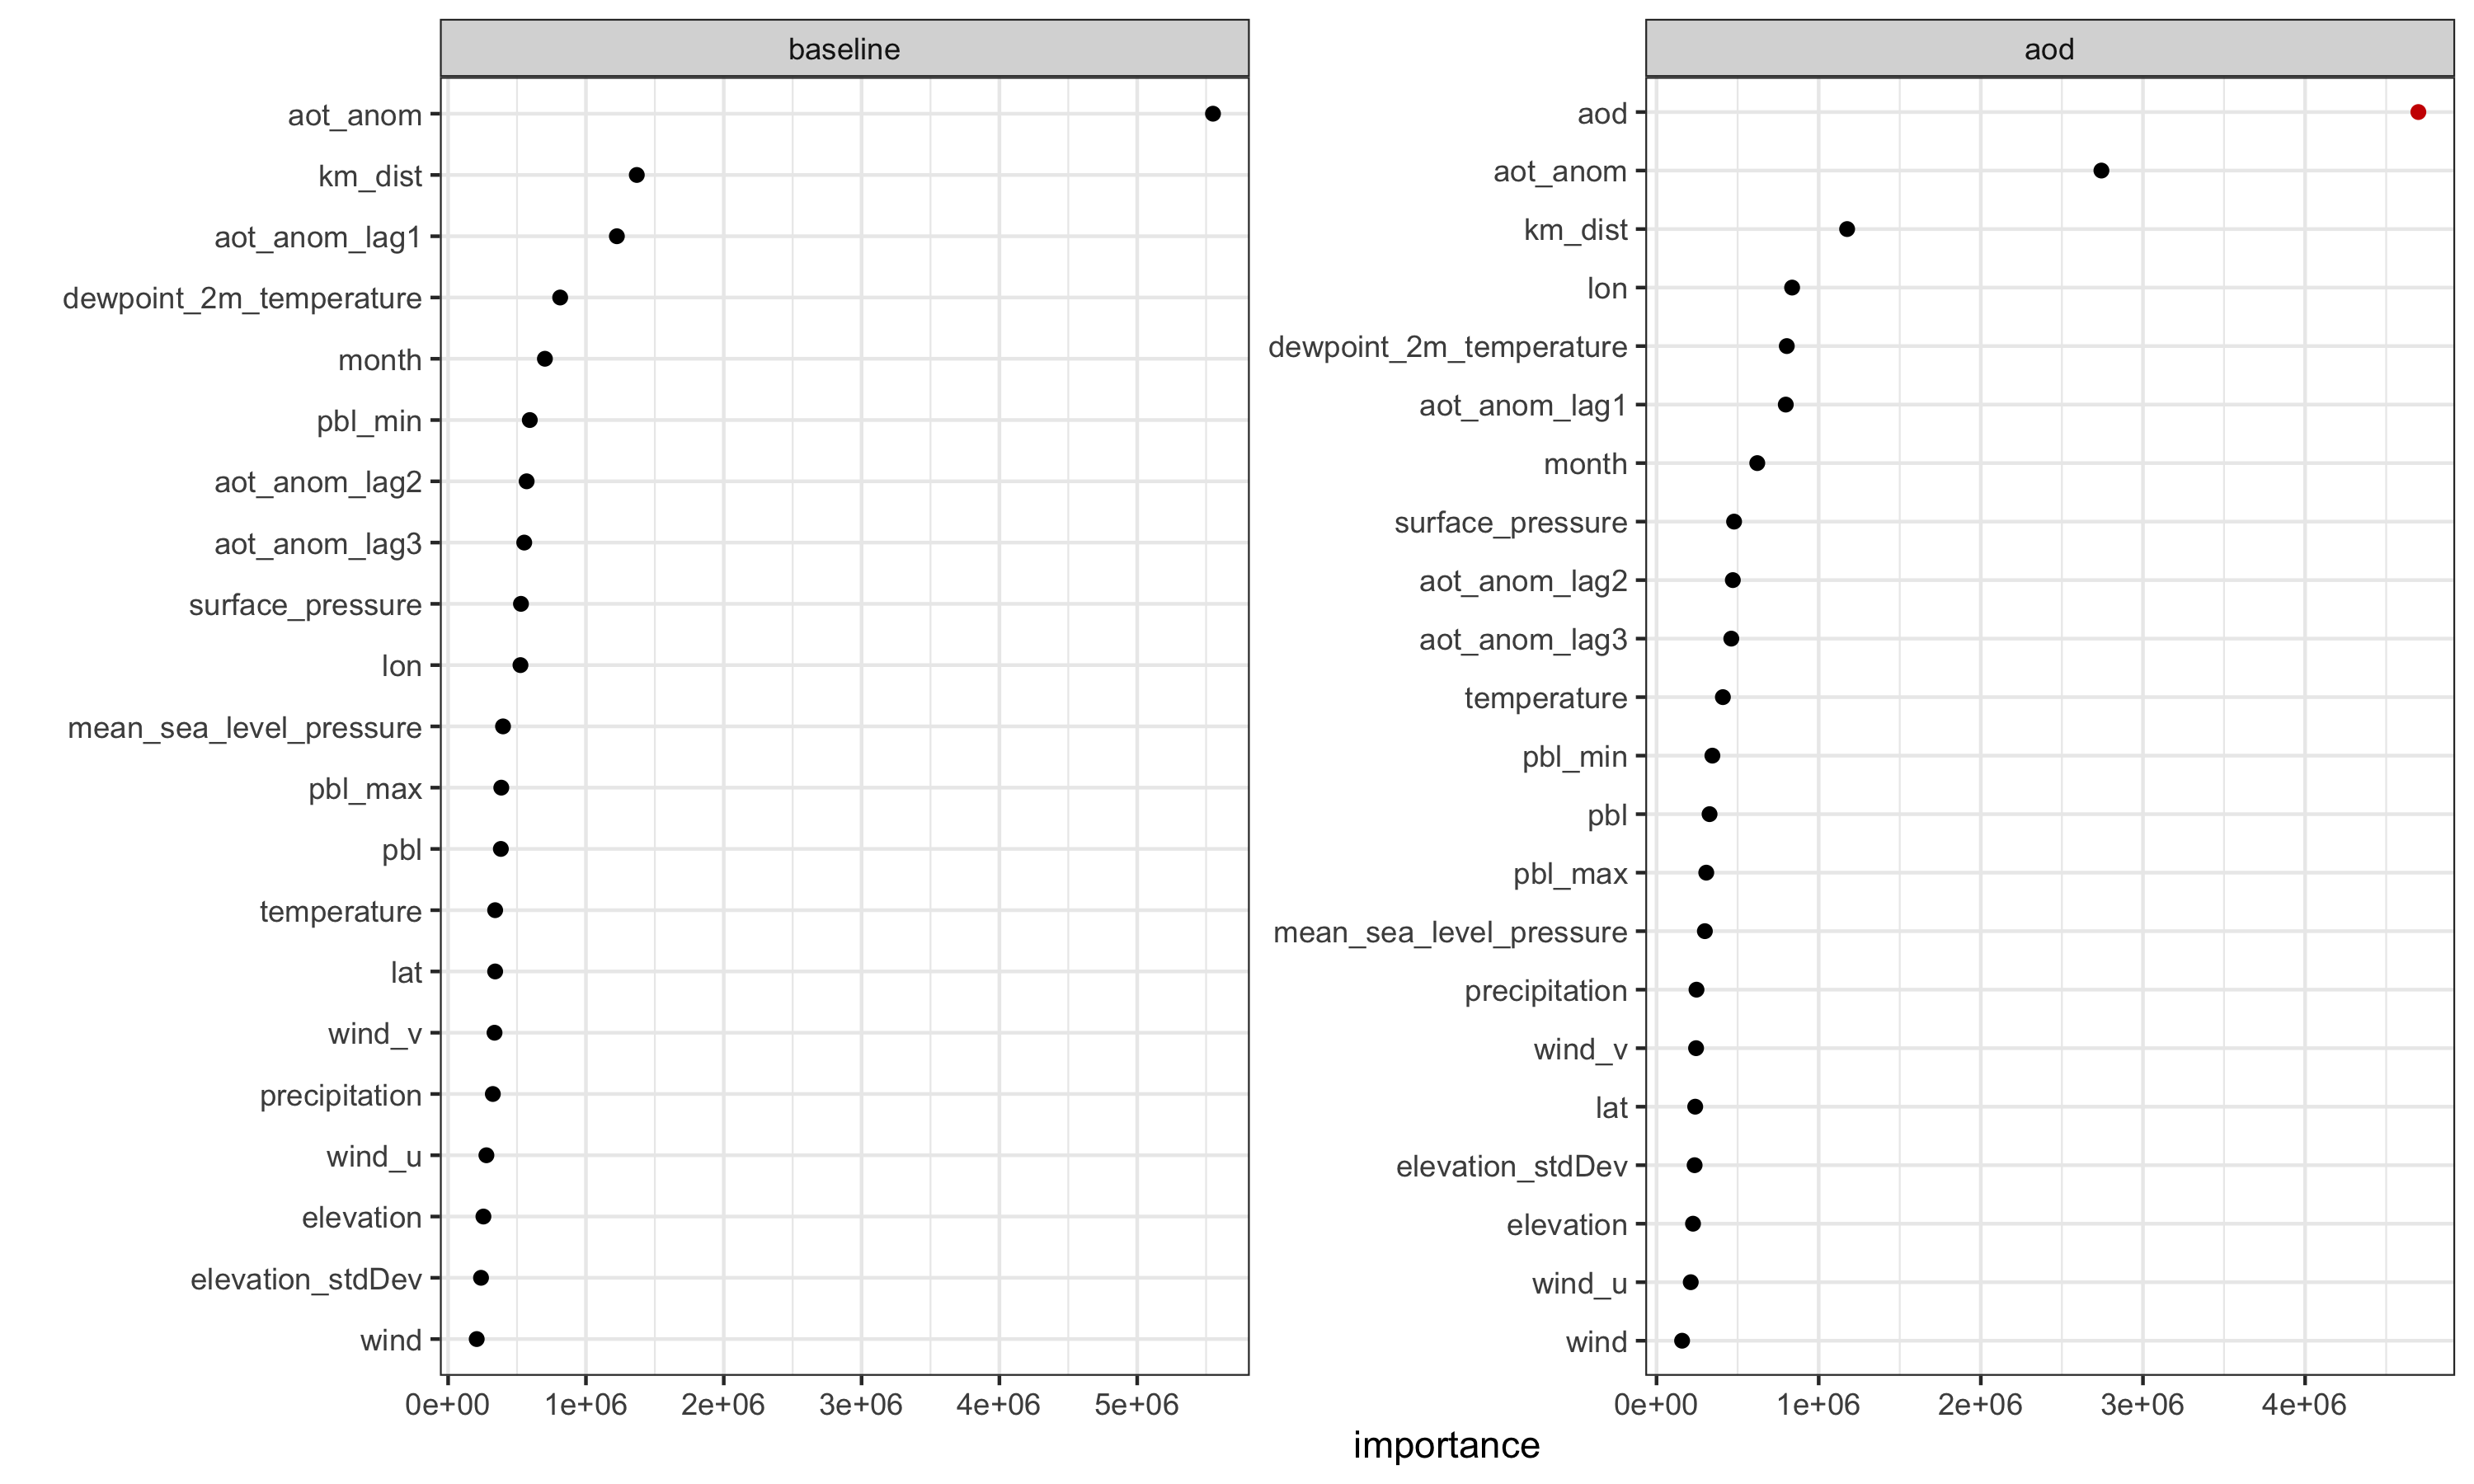 baseline
aot_anom
km_dist
aot_anom_lag1
dewpoint_2m_temperature
month
pbl_min
aot_anom_lag2
aot_anom_lag3
surface_pressure
lon
mean_sea_level_pressure
pbl_max
pbl
temperature
lat
wind_v
precipitation
wind_u
elevation
elevation_stdDev
wind
0e+00 1e+06 2e+06 3e+06 4e+06 5e+06
aod
aod
aot_anom
km_dist
lon
dewpoint_2m_temperature
aot_anom_lag1
month
surface_pressure
aot_anom_lag2
aot_anom_lag3
temperature
pbl_min
pbl
pbl_max
mean_sea_level_pressure
precipitation
wind_v
lat
elevation_stdDev
elevation
wind_u
wind
0e+00 1e+06 2e+06 3e+06 4e+06
importance